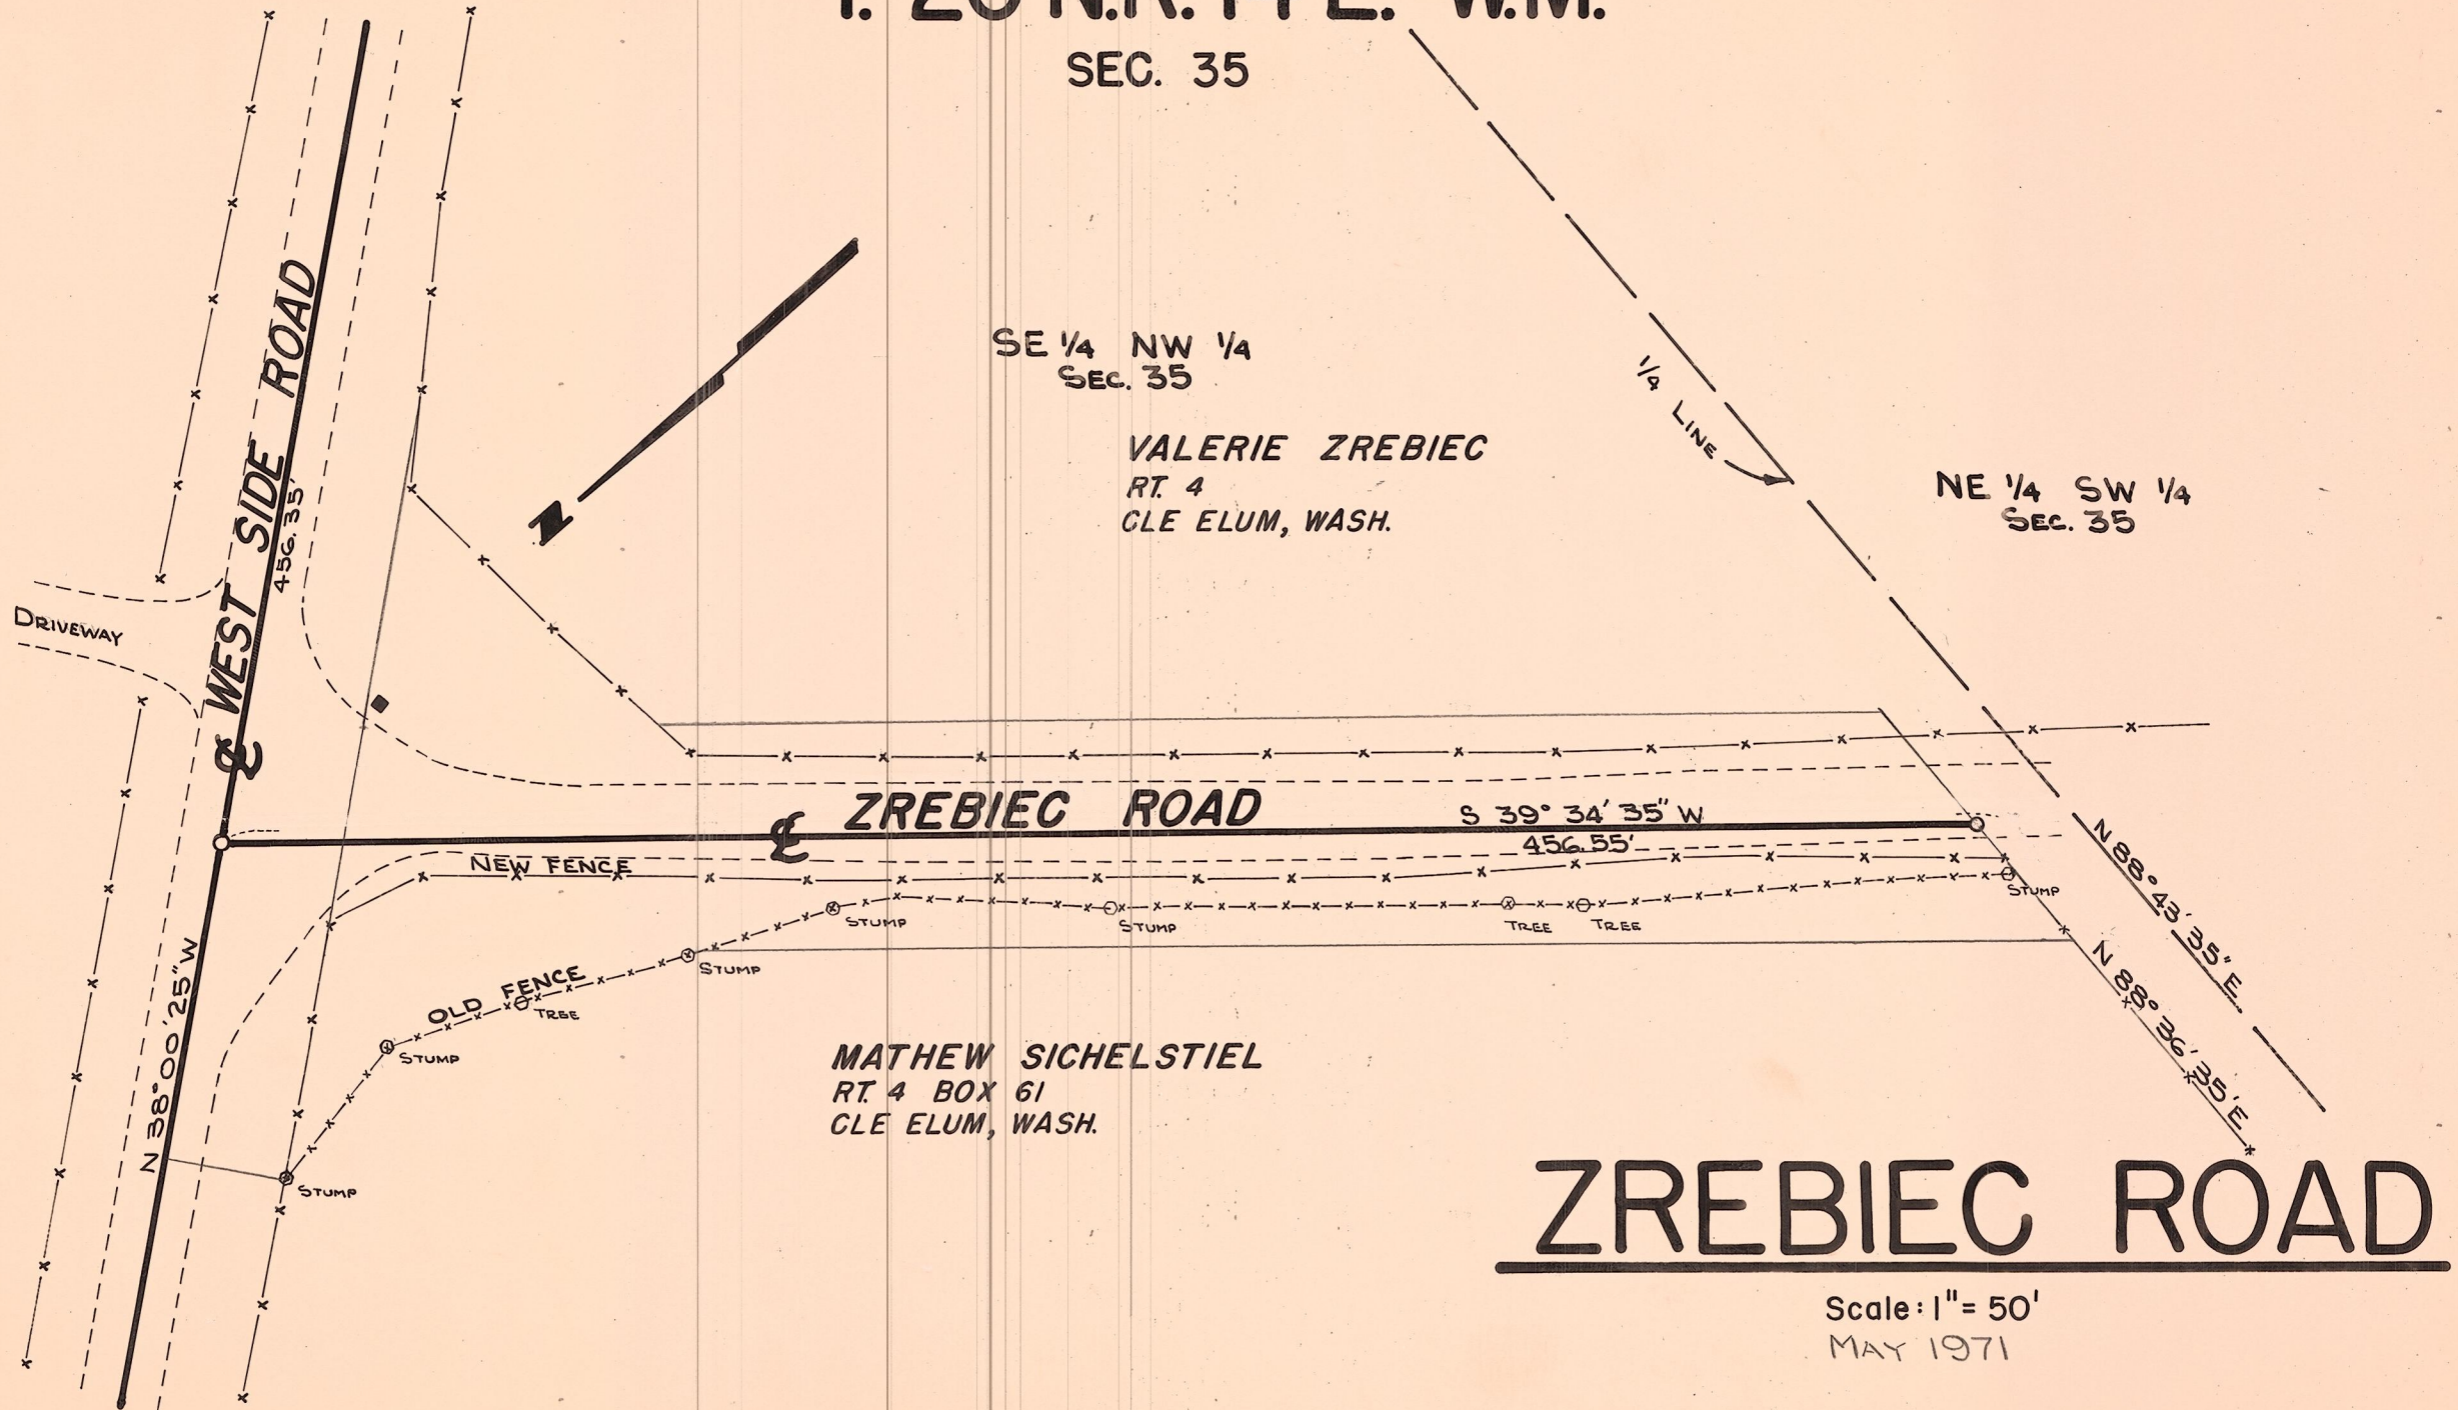 SEC. 35
SE 1/4 NW 1/4
SEC. 35
VALERIE ZREBIEC
RT. 4
CLE ELUM, WASH.
1/4 LINE
NE 1/4 SW 1/4
SEC. 35
N
WEST SIDE ROAD
456.35'
DRIVEWAY
℄
℄
ZREBIEC ROAD
S 39° 34' 35" W
456.55'
NEW FENCE
STUMP
STUMP
STUMP
TREE
TREE
STUMP
OLD FENCE
TREE
STUMP
STUMP
N 38° 00' 25" W
N 88° 43' 35" E
N 88° 36' 35' E
MATHEW SICHELSTIEL
RT. 4 BOX 61
CLE ELUM, WASH.
ZREBIEC ROAD
Scale: 1" = 50'
MAY 1971